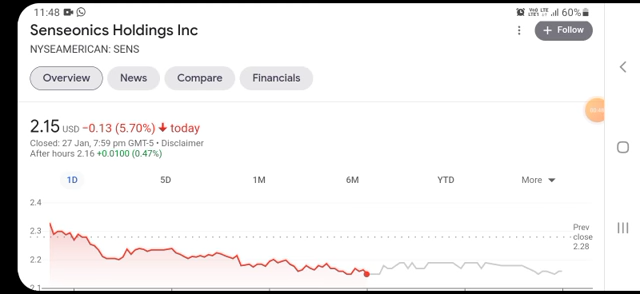 11:48 60%
Senseonics Holdings Inc
NYSEAMERICAN: SENS
+ Follow
Overview News Compare Financials
2.15 USD −0.13 (5.70%) ↓ today
Closed: 27 Jan, 7:59 pm GMT-5 • Disclaimer
After hours 2.16 +0.0100 (0.47%)
1D 5D 1M 6M YTD More
2.4
2.3
Prev
close
2.28
2.2
2.1